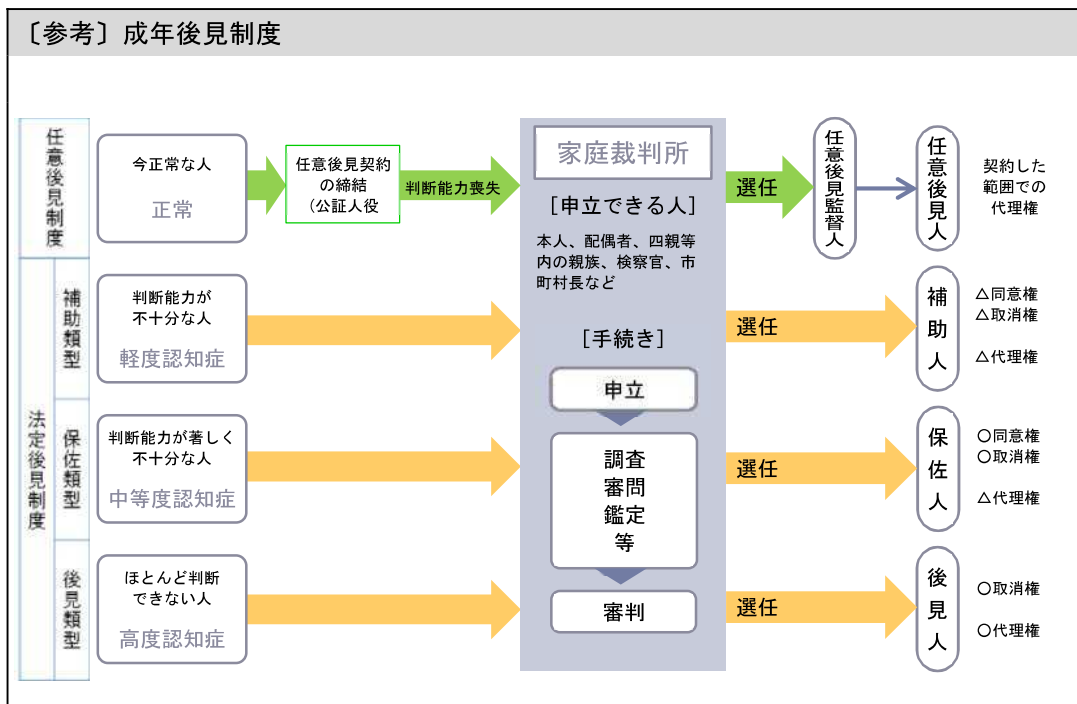 〔参考〕成年後見制度
任意後見制度
今正常な人
正常
任意後見契約
の締結
（公証人役
判断能力喪失
家庭裁判所
［申立できる人］
本人、配偶者、四親等
内の親族、検察官、市
町村長など
選任
任意後見監督人
任意後見人
契約した
範囲での
代理権
法定後見制度
補助類型
判断能力が
不十分な人
軽度認知症
［手続き］
申立
調査
審問
鑑定
等
審判
選任
補助人
△同意権
△取消権
△代理権
保佐類型
判断能力が著しく
不十分な人
中等度認知症
選任
保佐人
〇同意権
〇取消権
△代理権
後見類型
ほとんど判断
できない人
高度認知症
選任
後見人
〇取消権
〇代理権